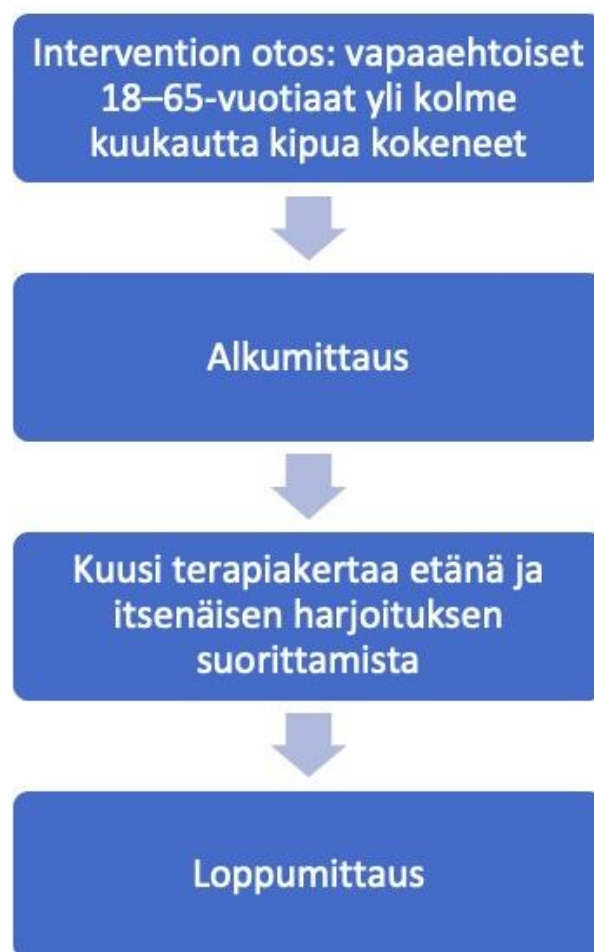 Intervention otos: vapaaehtoiset
18–65-vuotiaat yli kolme
kuukautta kipua kokeneet
Alkumittaus
Kuusi terapiakertaa etänä ja
itsenäisen harjoituksen
suorittamista
Loppumittaus